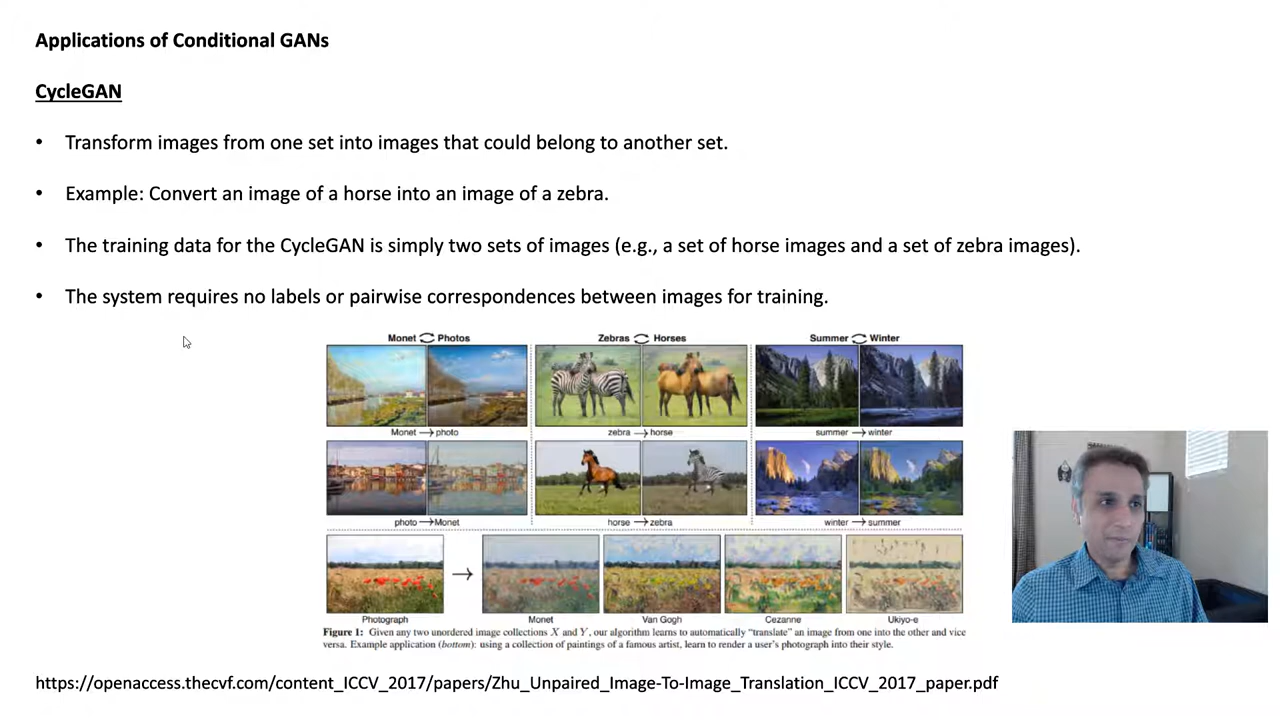 Applications of Conditional GANs
CycleGAN
• Transform images from one set into images that could belong to another set.
• Example: Convert an image of a horse into an image of a zebra.
• The training data for the CycleGAN is simply two sets of images (e.g., a set of horse images and a set of zebra images).
• The system requires no labels or pairwise correspondences between images for training.
Monet Photos
Zebras Horses
Summer Winter
Monet → photo
zebra → horse
summer → winter
photo → Monet
horse → zebra
winter → summer
→
Photograph
Monet
Van Gogh
Cezanne
Ukiyo-e
Figure 1: Given any two unordered image collections X and Y, our algorithm learns to automatically “translate” an image from one into the other and vice
versa. Example application (bottom): using a collection of paintings of a famous artist, learn to render a user's photograph into their style.
https://openaccess.thecvf.com/content_ICCV_2017/papers/Zhu_Unpaired_Image-To-Image_Translation_ICCV_2017_paper.pdf